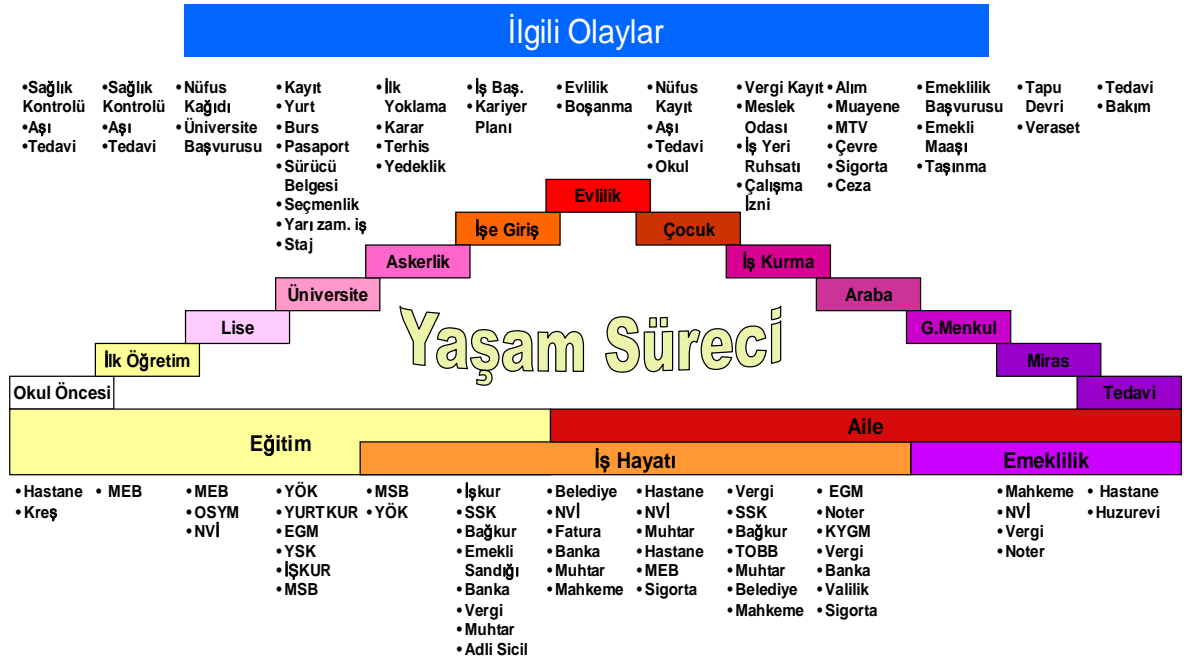 İlgili Olaylar
•Sağlık
Kontrolü
•Aşı
•Tedavi
•Sağlık
Kontrolü
•Aşı
•Tedavi
•Nüfus
Kağıdı
•Üniversite
Başvurusu
•Kayıt
•Yurt
•Burs
•Pasaport
•Sürücü
Belgesi
•Seçmenlik
•Yarı zam. iş
•Staj
•İlk
Yoklama
•Karar
•Terhis
•Yedeklik
•İş Baş.
•Kariyer
Planı
•Evlilik
•Boşanma
•Nüfus
Kayıt
•Aşı
•Tedavi
•Okul
•Vergi Kayıt
•Meslek
Odası
•İş Yeri
Ruhsatı
•Çalışma
İzni
•Alım
•Muayene
•MTV
•Çevre
•Sigorta
•Ceza
•Emeklilik
Başvurusu
•Emekli
Maaşı
•Taşınma
•Tapu
Devri
•Veraset
•Tedavi
•Bakım
Evlilik
İşe Giriş
Çocuk
Askerlik
İş Kurma
Üniversite
Araba
Lise
G.Menkul
Yaşam Süreci
İlk Öğretim
Miras
Okul Öncesi
Tedavi
Eğitim
Aile
İş Hayatı
Emeklilik
•Hastane
•Kreş
•MEB
•MEB
•OSYM
•NVİ
•YÖK
•YURTKUR
•EGM
•YSK
•İŞKUR
•MSB
•MSB
•YÖK
•İşkur
•SSK
•Bağkur
•Emekli
Sandığı
•Banka
•Vergi
•Muhtar
•Adli Sicil
•Belediye
•NVİ
•Fatura
•Banka
•Muhtar
•Mahkeme
•Hastane
•NVİ
•Muhtar
•Hastane
•MEB
•Sigorta
•Vergi
•SSK
•Bağkur
•TOBB
•Muhtar
•Belediye
•Mahkeme
•EGM
•Noter
•KYGM
•Vergi
•Banka
•Valilik
•Sigorta
•Mahkeme
•NVİ
•Vergi
•Noter
•Hastane
•Huzurevi